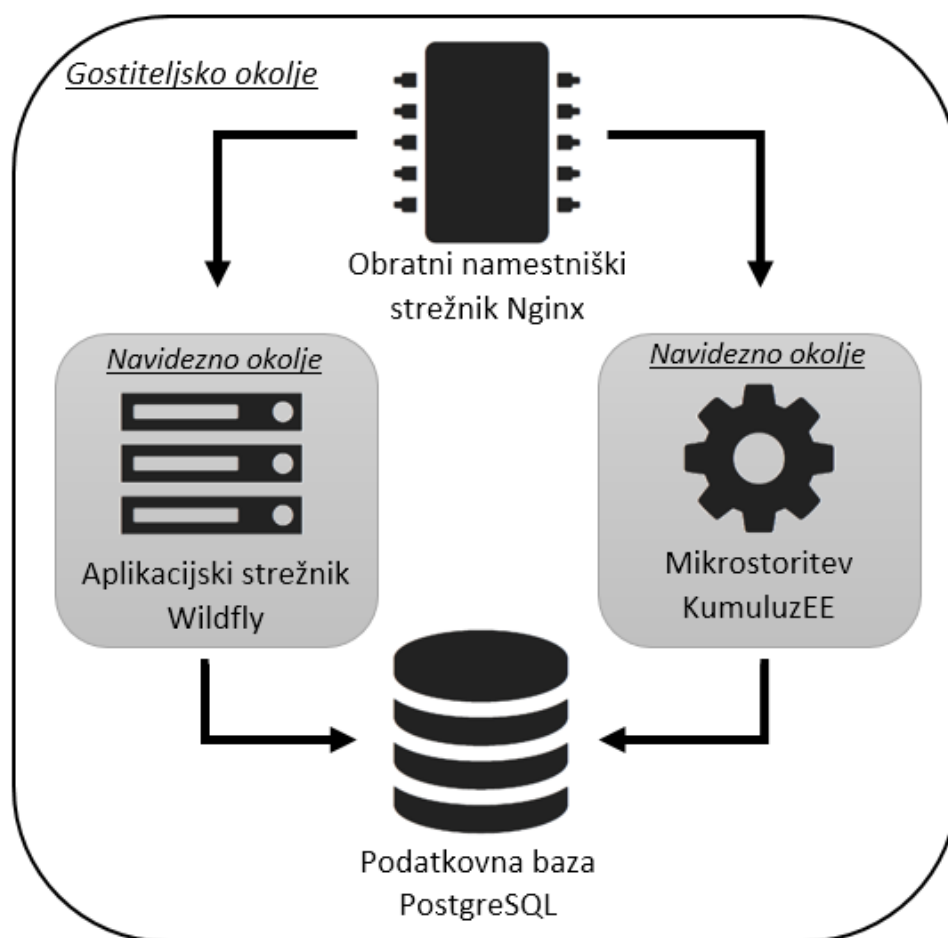 Gostiteljsko okolje
Obratni namestniški
strežnik Nginx
Navidezno okolje
Aplikacijski strežnik
Wildfly
Navidezno okolje
Mikrostoritev
KumuluzEE
Podatkovna baza
PostgreSQL